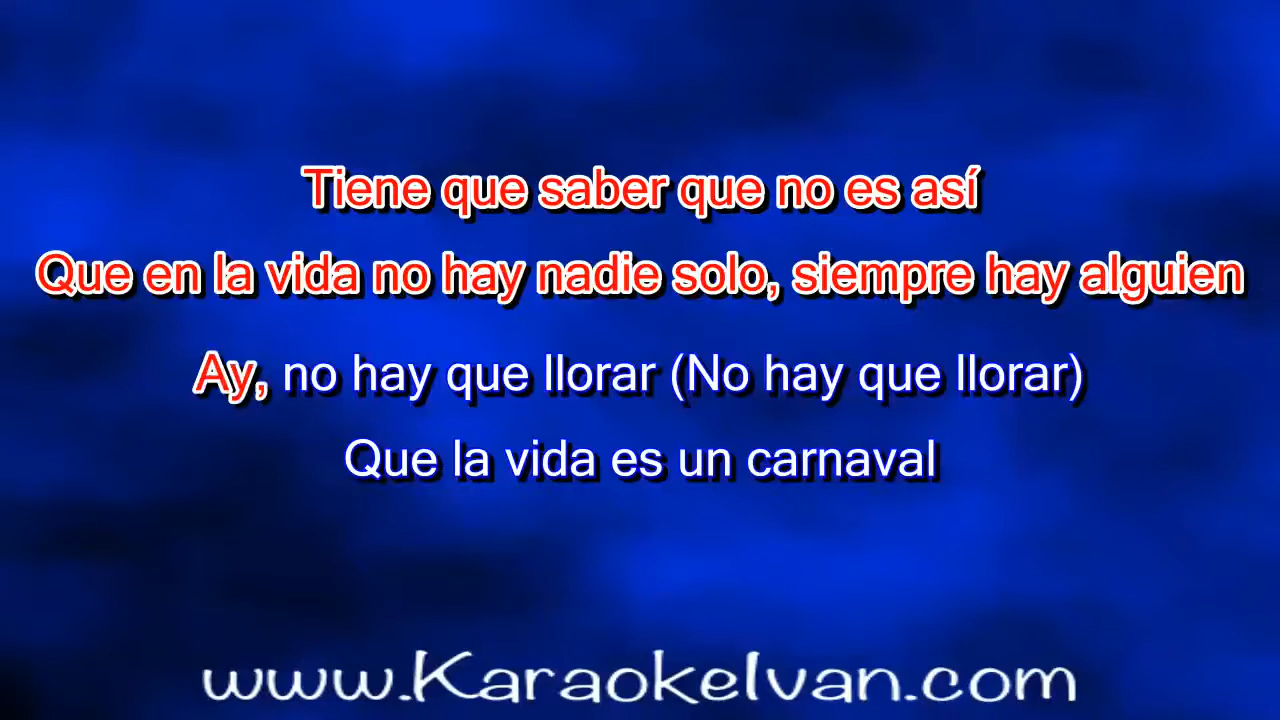 Tiene que saber que no es así
Que en la vida no hay nadie solo, siempre hay alguien
Ay, no hay que llorar (No hay que llorar)
Que la vida es un carnaval
www.KaraokeIvan.com